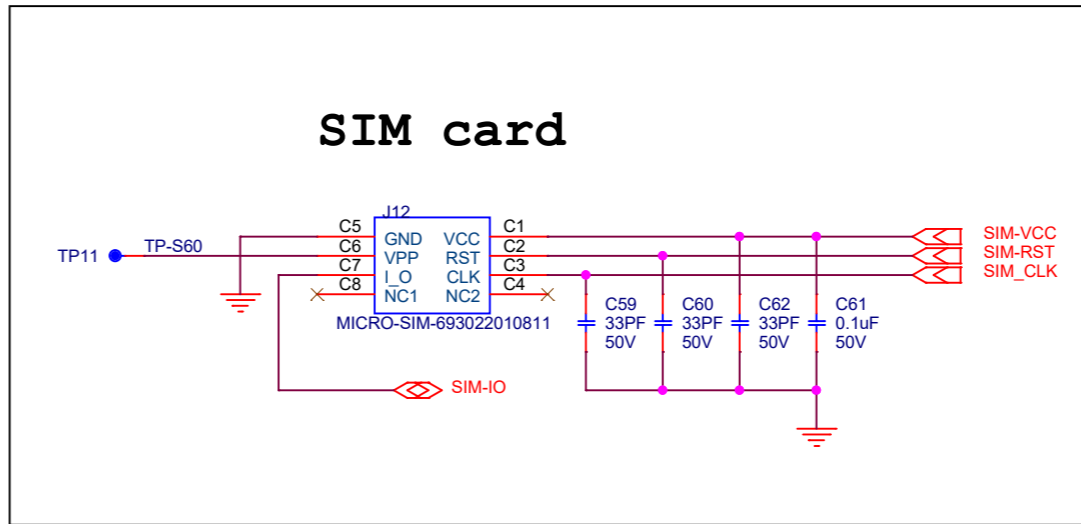 SIM card
J12
C5 GND VCC C1 SIM-VCC
TP11 TP-S60 C6 VPP RST C2 SIM-RST
C7 I_O CLK C3 SIM_CLK
C8 NC1 NC2 C4
MICRO-SIM-693022010811
C59 C60 C62 C61
33PF 33PF 33PF 0.1uF
50V 50V 50V 50V
SIM-IO